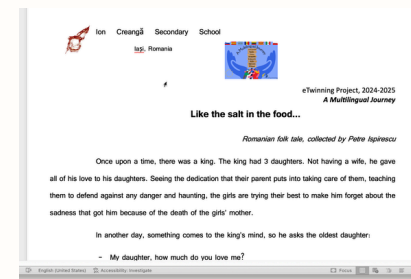 Ion Creangă Secondary School
Iași, Romania
eTwinning Project, 2024-2025
A Multilingual Journey
Like the salt in the food...
Romanian folk tale, collected by Petre Ispirescu
Once upon a time, there was a king. The king had 3 daughters. Not having a wife, he gave
all of his love to his daughters. Seeing the dedication that their parent puts into taking care of them, teaching
them to defend against any danger and haunting, the girls are trying their best to make him forget about the
sadness that got him because of the death of the girls' mother.
In another day, something comes to the king's mind, so he asks the oldest daughter:
- My daughter, how much do you love me?
English (United States) Accessibility: Investigate Focus